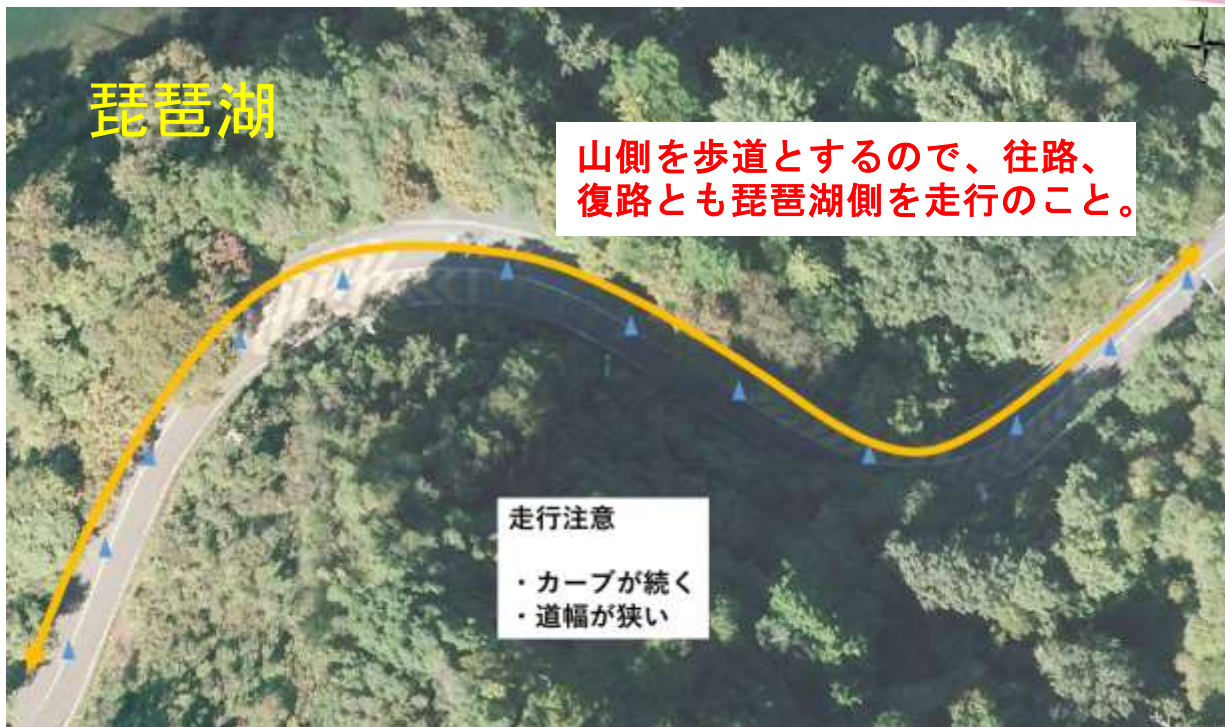 琵琶湖
山側を歩道とするので、往路、
復路とも琵琶湖側を走行のこと。
走行注意
・カーブが続く
・道幅が狭い
N
W
S